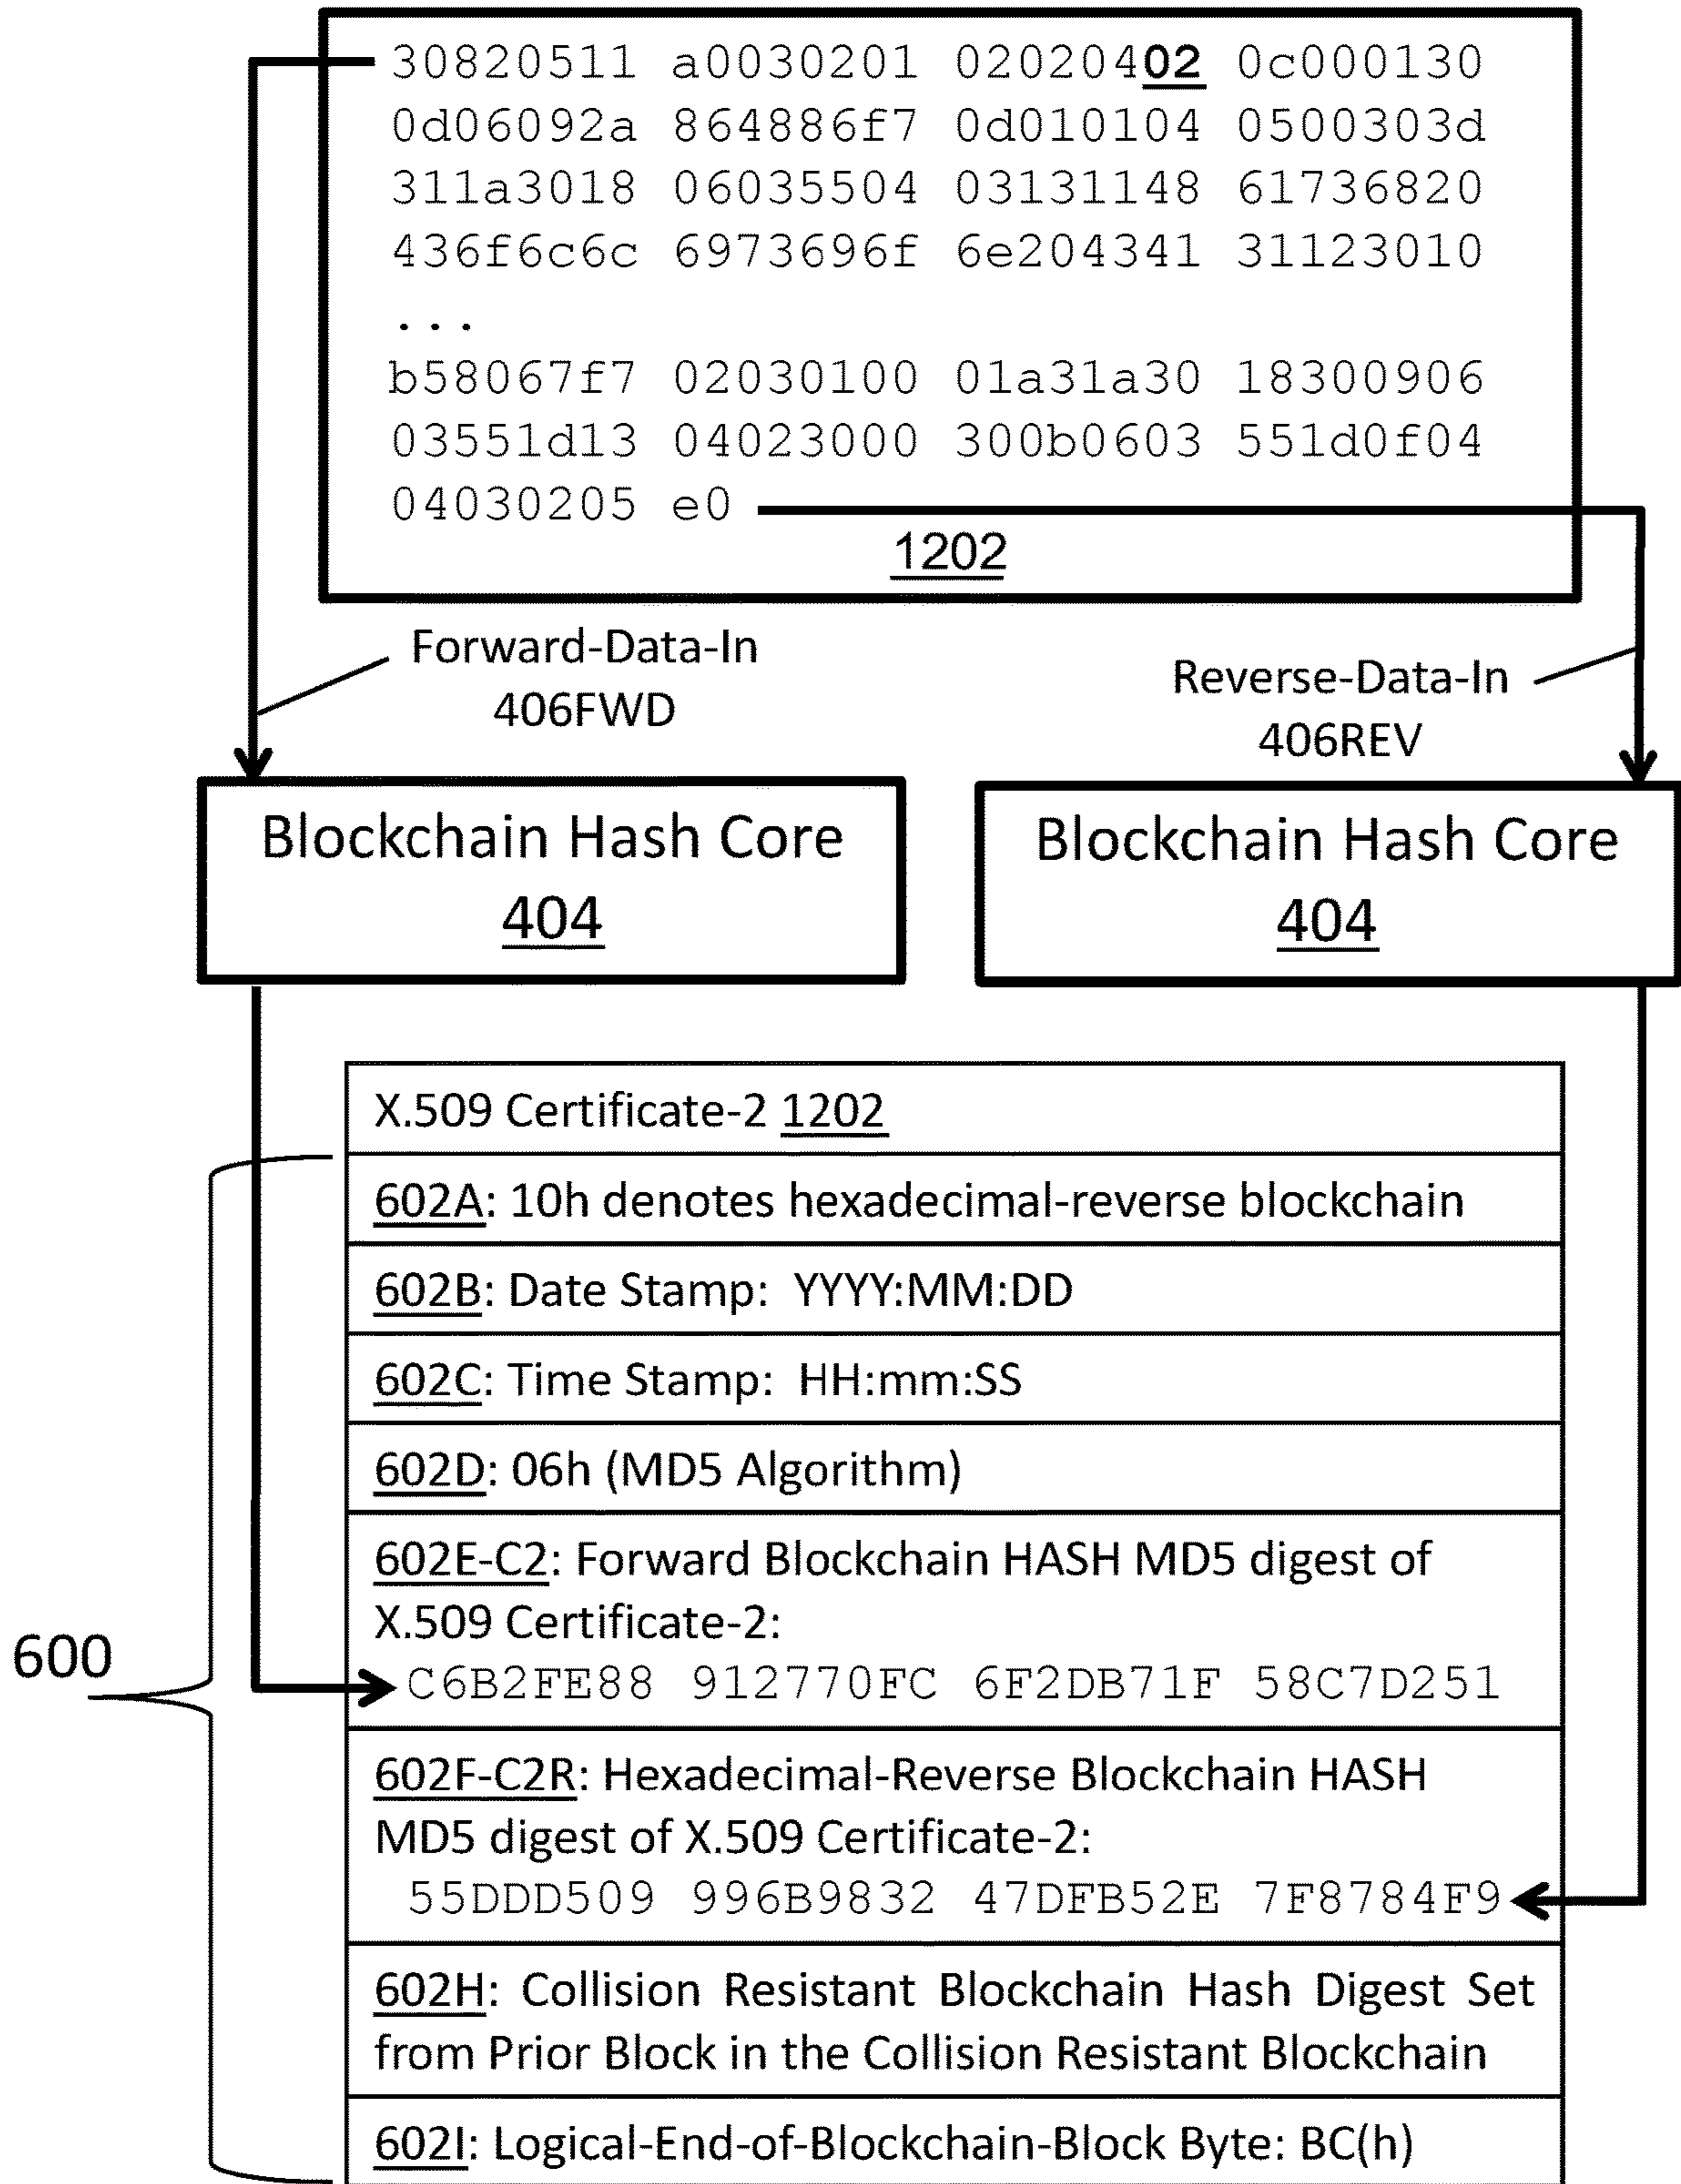 30820511 a0030201 02020402 0c000130
0d06092a 864886f7 0d010104 0500303d
311a3018 06035504 03131148 61736820
436f6c6c 6973696f 6e204341 31123010
...
b58067f7 02030100 01a31a30 18300906
03551d13 04023000 300b0603 551d0f04
04030205 e0
1202
Forward-Data-In
406FWD
Reverse-Data-In
406REV
Blockchain Hash Core
404
Blockchain Hash Core
404
X.509 Certificate-2 1202
602A: 10h denotes hexadecimal-reverse blockchain
602B: Date Stamp: YYYY:MM:DD
602C: Time Stamp: HH:mm:SS
602D: 06h (MD5 Algorithm)
602E-C2: Forward Blockchain HASH MD5 digest of
X.509 Certificate-2:
C6B2FE88 912770FC 6F2DB71F 58C7D251
600
602F-C2R: Hexadecimal-Reverse Blockchain HASH
MD5 digest of X.509 Certificate-2:
55DDD509 996B9832 47DFB52E 7F8784F9
602H: Collision Resistant Blockchain Hash Digest Set
from Prior Block in the Collision Resistant Blockchain
602I: Logical-End-of-Blockchain-Block Byte: BC(h)